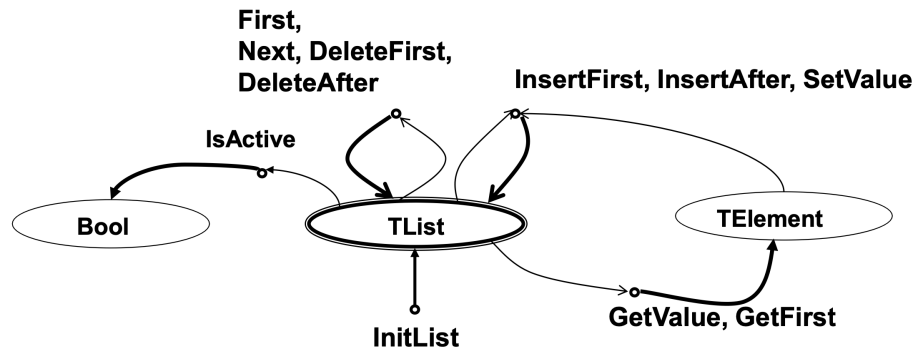 First,
Next, DeleteFirst,
DeleteAfter
InsertFirst, InsertAfter, SetValue
IsActive
Bool
TList
TElement
GetValue, GetFirst
InitList